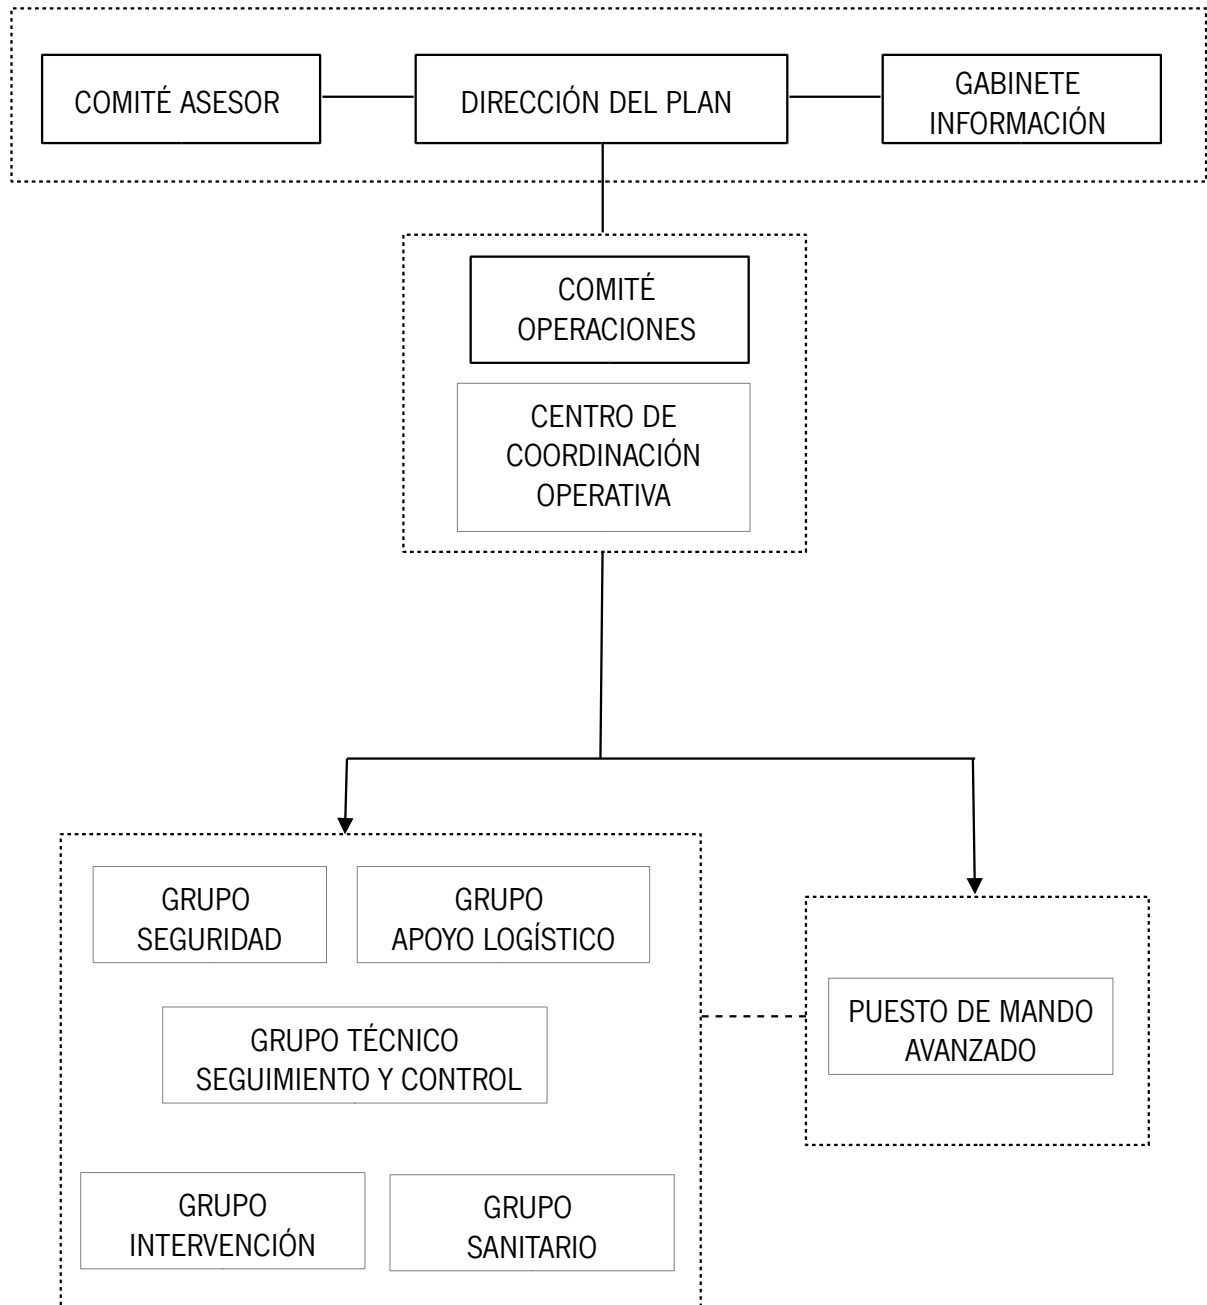 COMITÉ ASESOR
DIRECCIÓN DEL PLAN
GABINETE
INFORMACIÓN
COMITÉ
OPERACIONES
CENTRO DE
COORDINACIÓN
OPERATIVA
GRUPO
SEGURIDAD
GRUPO
APOYO LOGÍSTICO
GRUPO TÉCNICO
SEGUIMIENTO Y CONTROL
PUESTO DE MANDO
AVANZADO
GRUPO
INTERVENCIÓN
GRUPO
SANITARIO